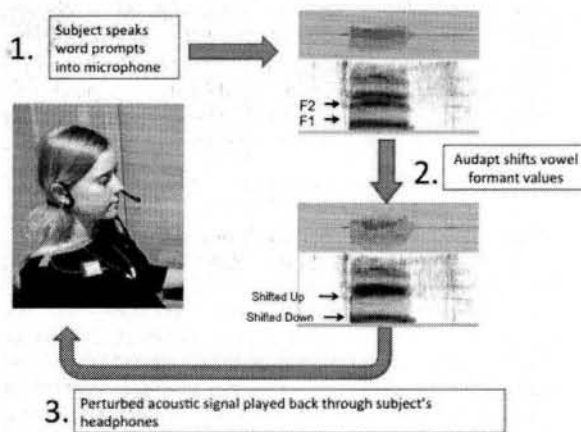 1.
Subject speaks
word prompts
into microphone
F2
F1
2.
Audapt shifts vowel
formant values
Shifted Up
Shifted Down
3.
Perturbed acoustic signal played back through subject's
headphones